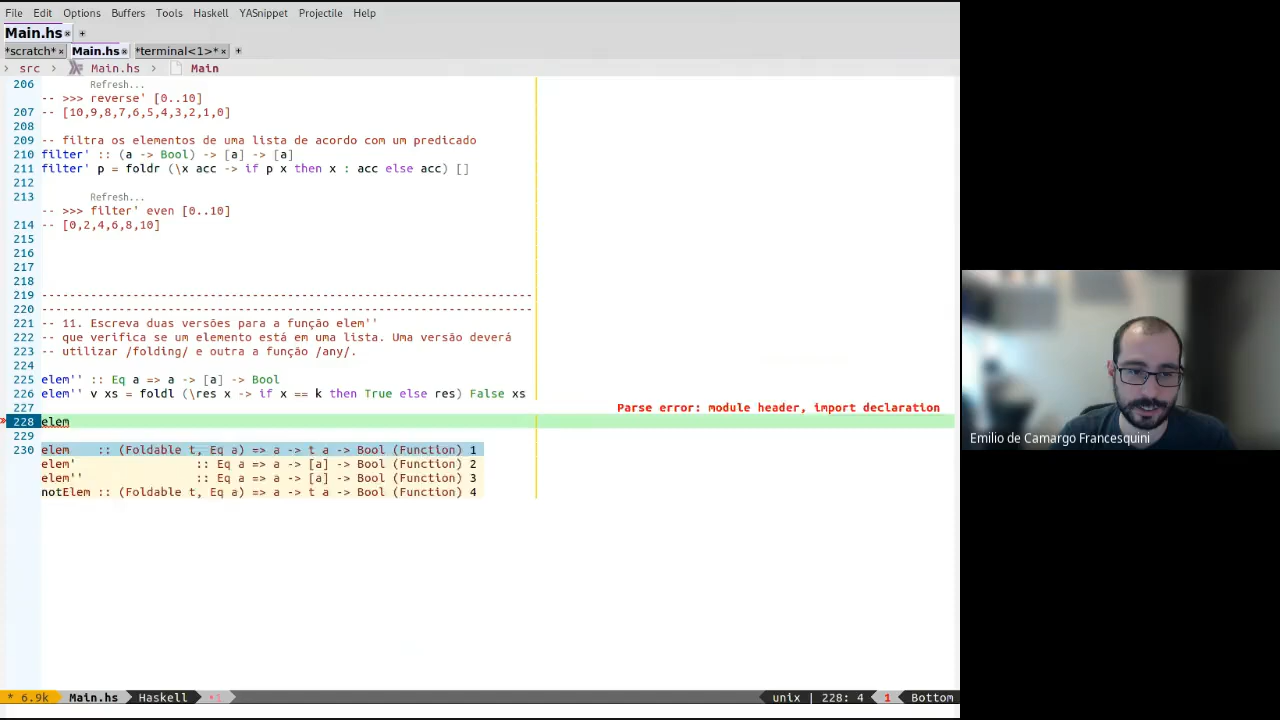 File Edit Options Buffers Tools Haskell YASnippet Projectile Help
Main.hs × +
*scratch* × Main.hs × *terminal<1>* × +
› src › Main.hs › Main
206 Refresh...
-- >>> reverse' [0..10]
207 -- [10,9,8,7,6,5,4,3,2,1,0]
208
209 -- filtra os elementos de uma lista de acordo com um predicado
210 filter' :: (a -> Bool) -> [a] -> [a]
211 filter' p = foldr (\x acc -> if p x then x : acc else acc) []
212
213 Refresh...
-- >>> filter' even [0..10]
214 -- [0,2,4,6,8,10]
215
216
217
218
219 ----------------------------------------------------------------------
220 ----------------------------------------------------------------------
221 -- 11. Escreva duas versões para a função elem''
222 -- que verifica se um elemento está em uma lista. Uma versão deverá
223 -- utilizar /folding/ e outra a função /any/.
224
225 elem'' :: Eq a => a -> [a] -> Bool
226 elem'' v xs = foldl (\res x -> if x == k then True else res) False xs
227 Parse error: module header, import declaration
» 228 elem
229
230 elem :: (Foldable t, Eq a) => a -> t a -> Bool (Function) 1
elem' :: Eq a => a -> [a] -> Bool (Function) 2
elem'' :: Eq a => a -> [a] -> Bool (Function) 3
notElem :: (Foldable t, Eq a) => a -> t a -> Bool (Function) 4
Emilio de Camargo Francesquini
* 6.9k Main.hs Haskell •1 unix | 228: 4 1 Bottom